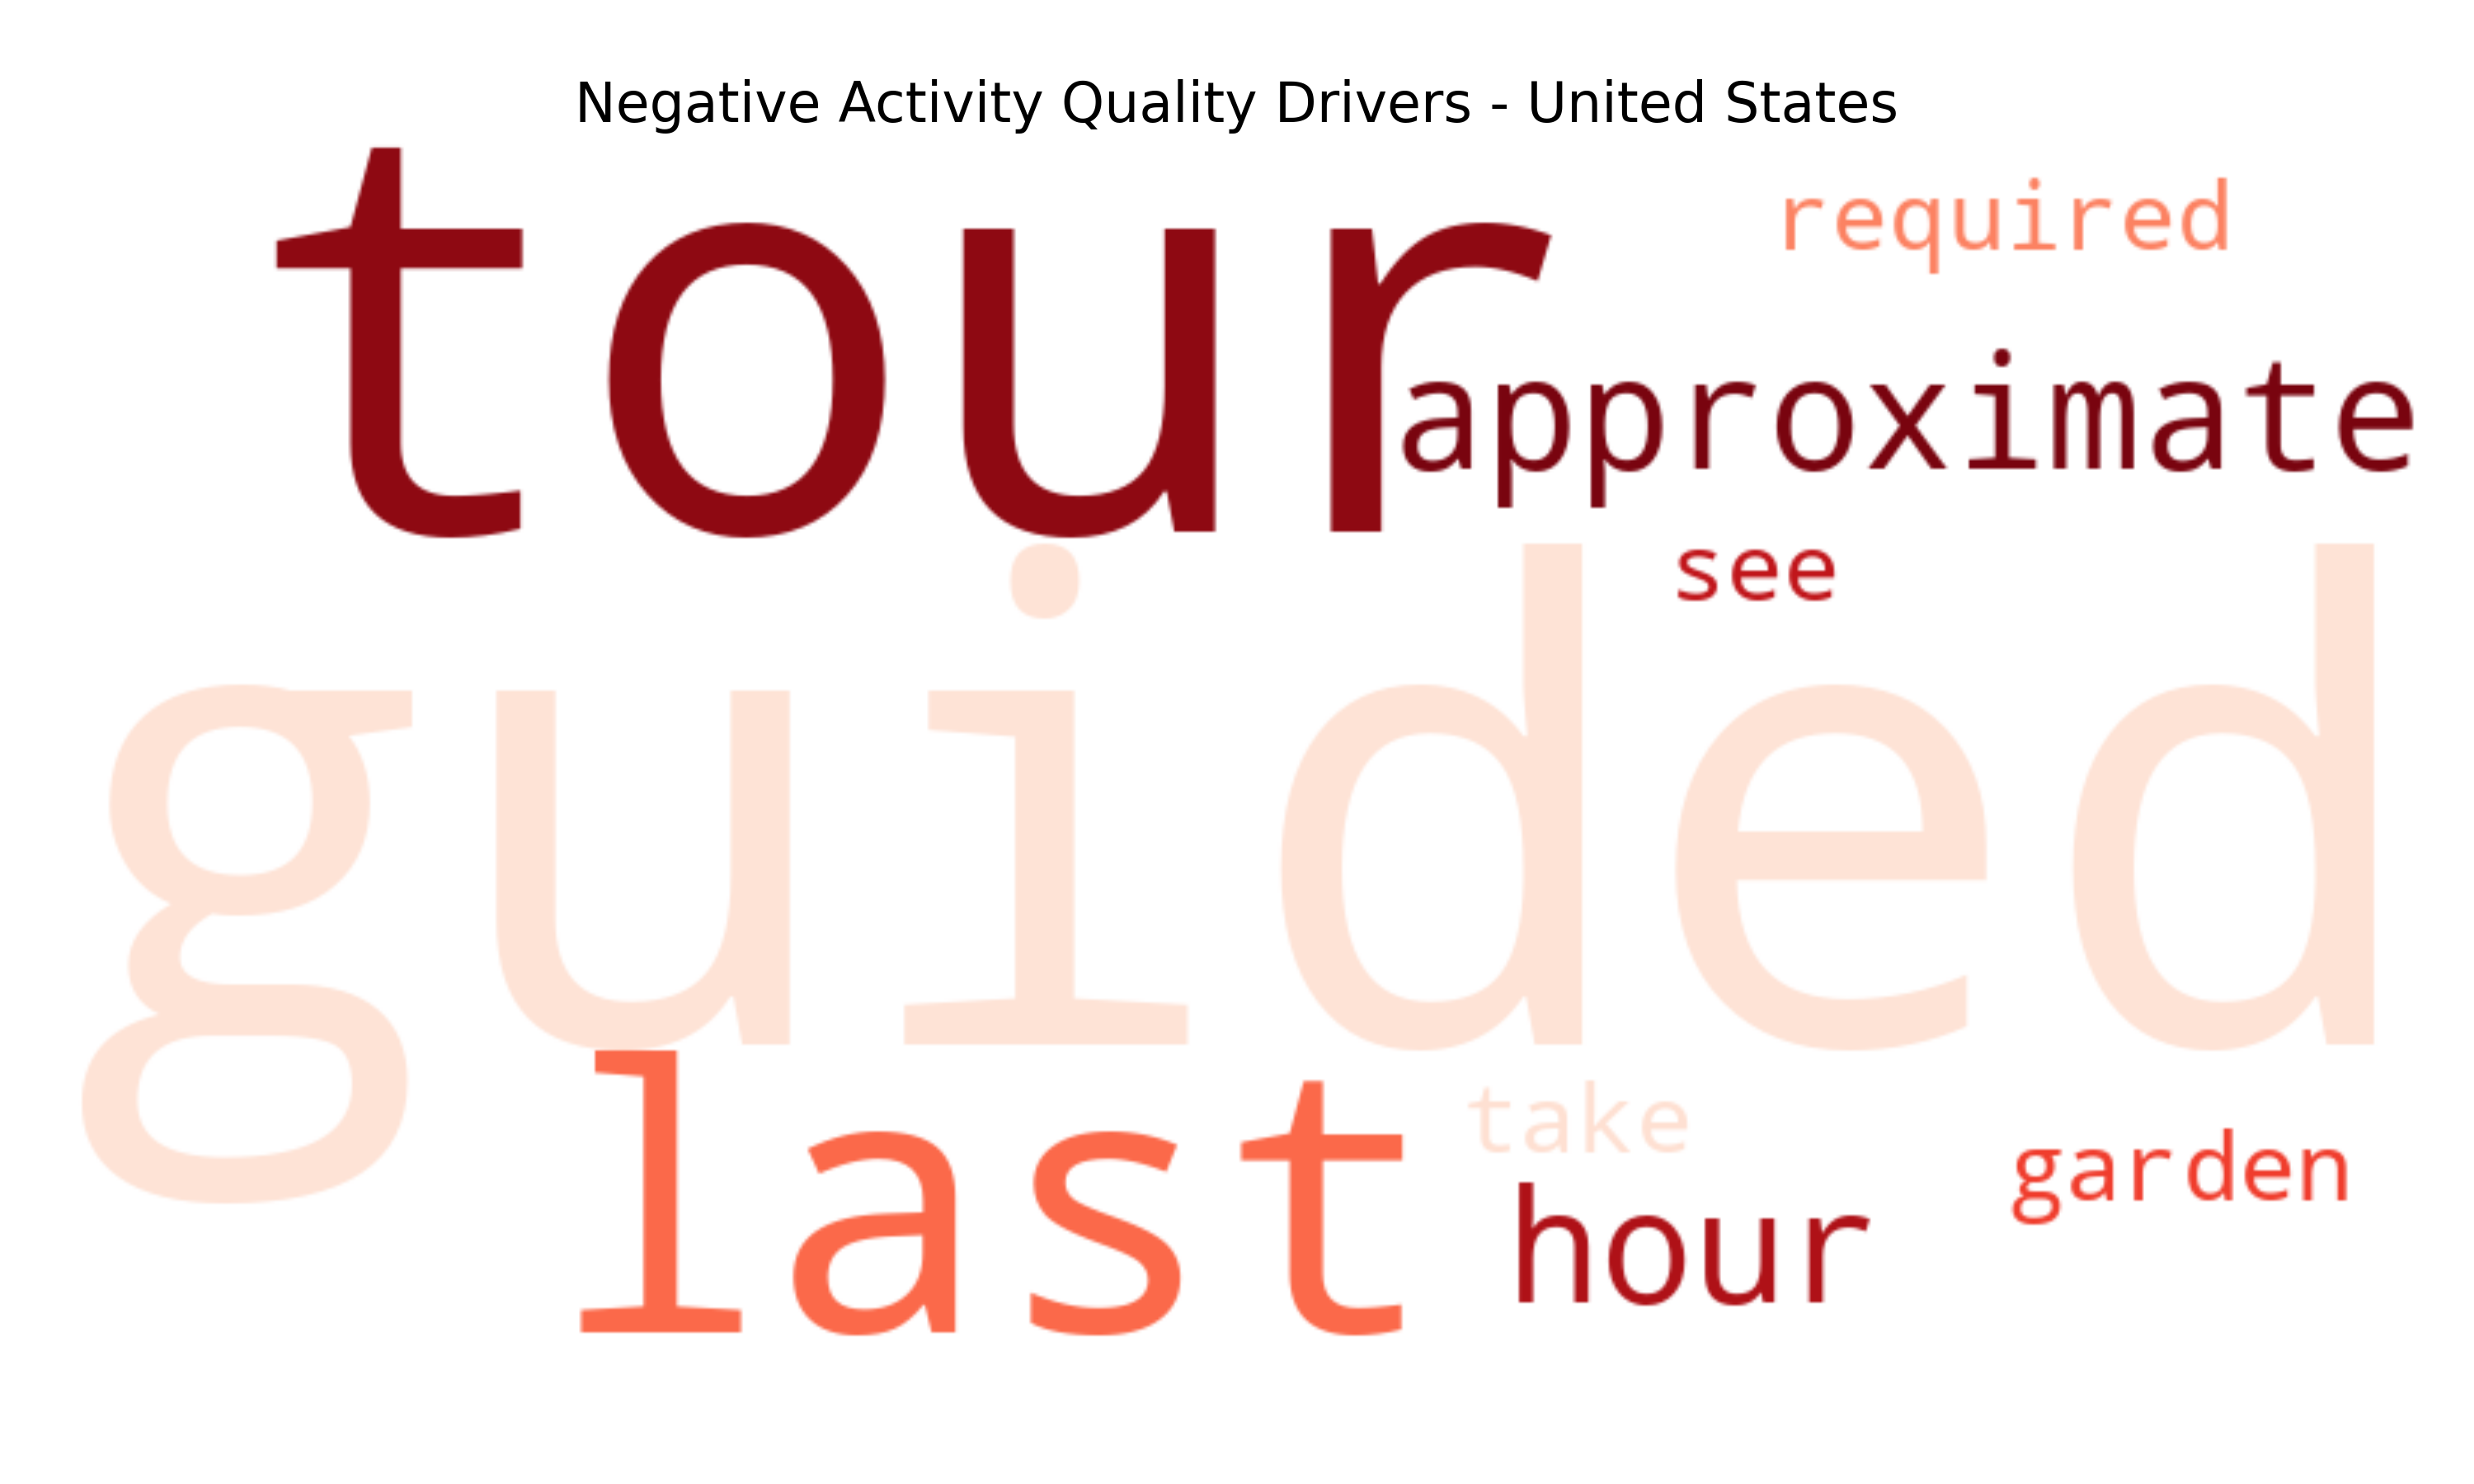 Negative Activity Quality Drivers - United States
required
tour
approximate
see
guided
take
last
garden
hour